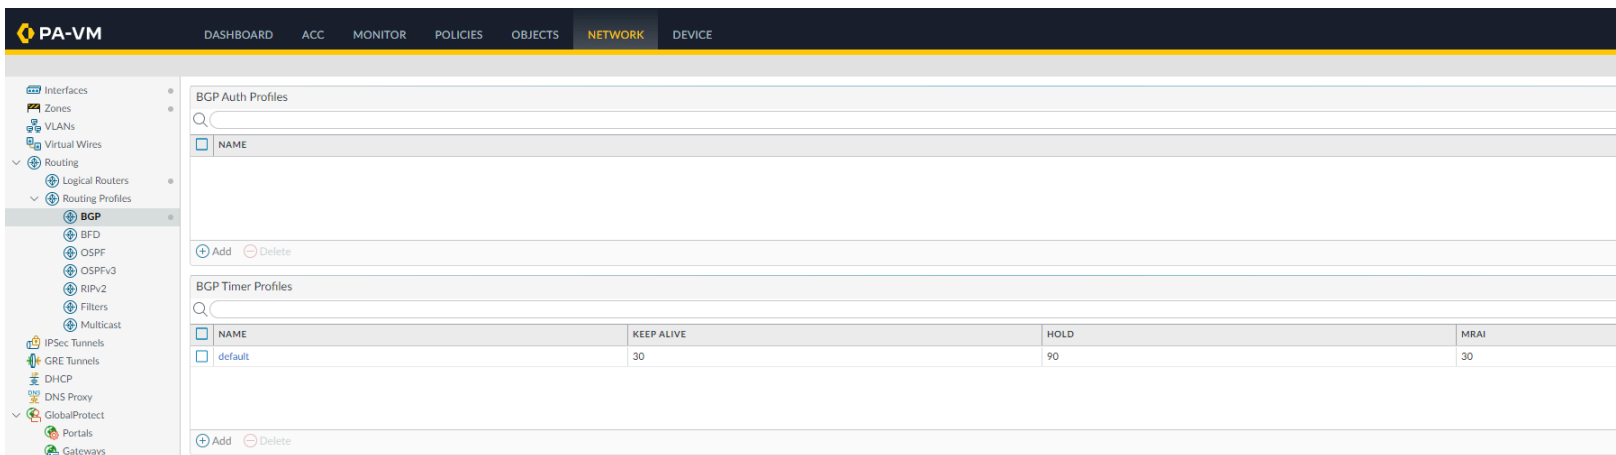 PA-VM
DASHBOARD ACC MONITOR POLICIES OBJECTS NETWORK DEVICE
Interfaces
Zones
VLANs
Virtual Wires
Routing
Logical Routers
Routing Profiles
BGP
BFD
OSPF
OSPFv3
RIPv2
Filters
Multicast
IPSec Tunnels
GRE Tunnels
DHCP
DNS Proxy
GlobalProtect
Portals
Gateways
BGP Auth Profiles
NAME
Add Delete
BGP Timer Profiles
NAME KEEP ALIVE HOLD MRAI
default 30 90 30
Add Delete